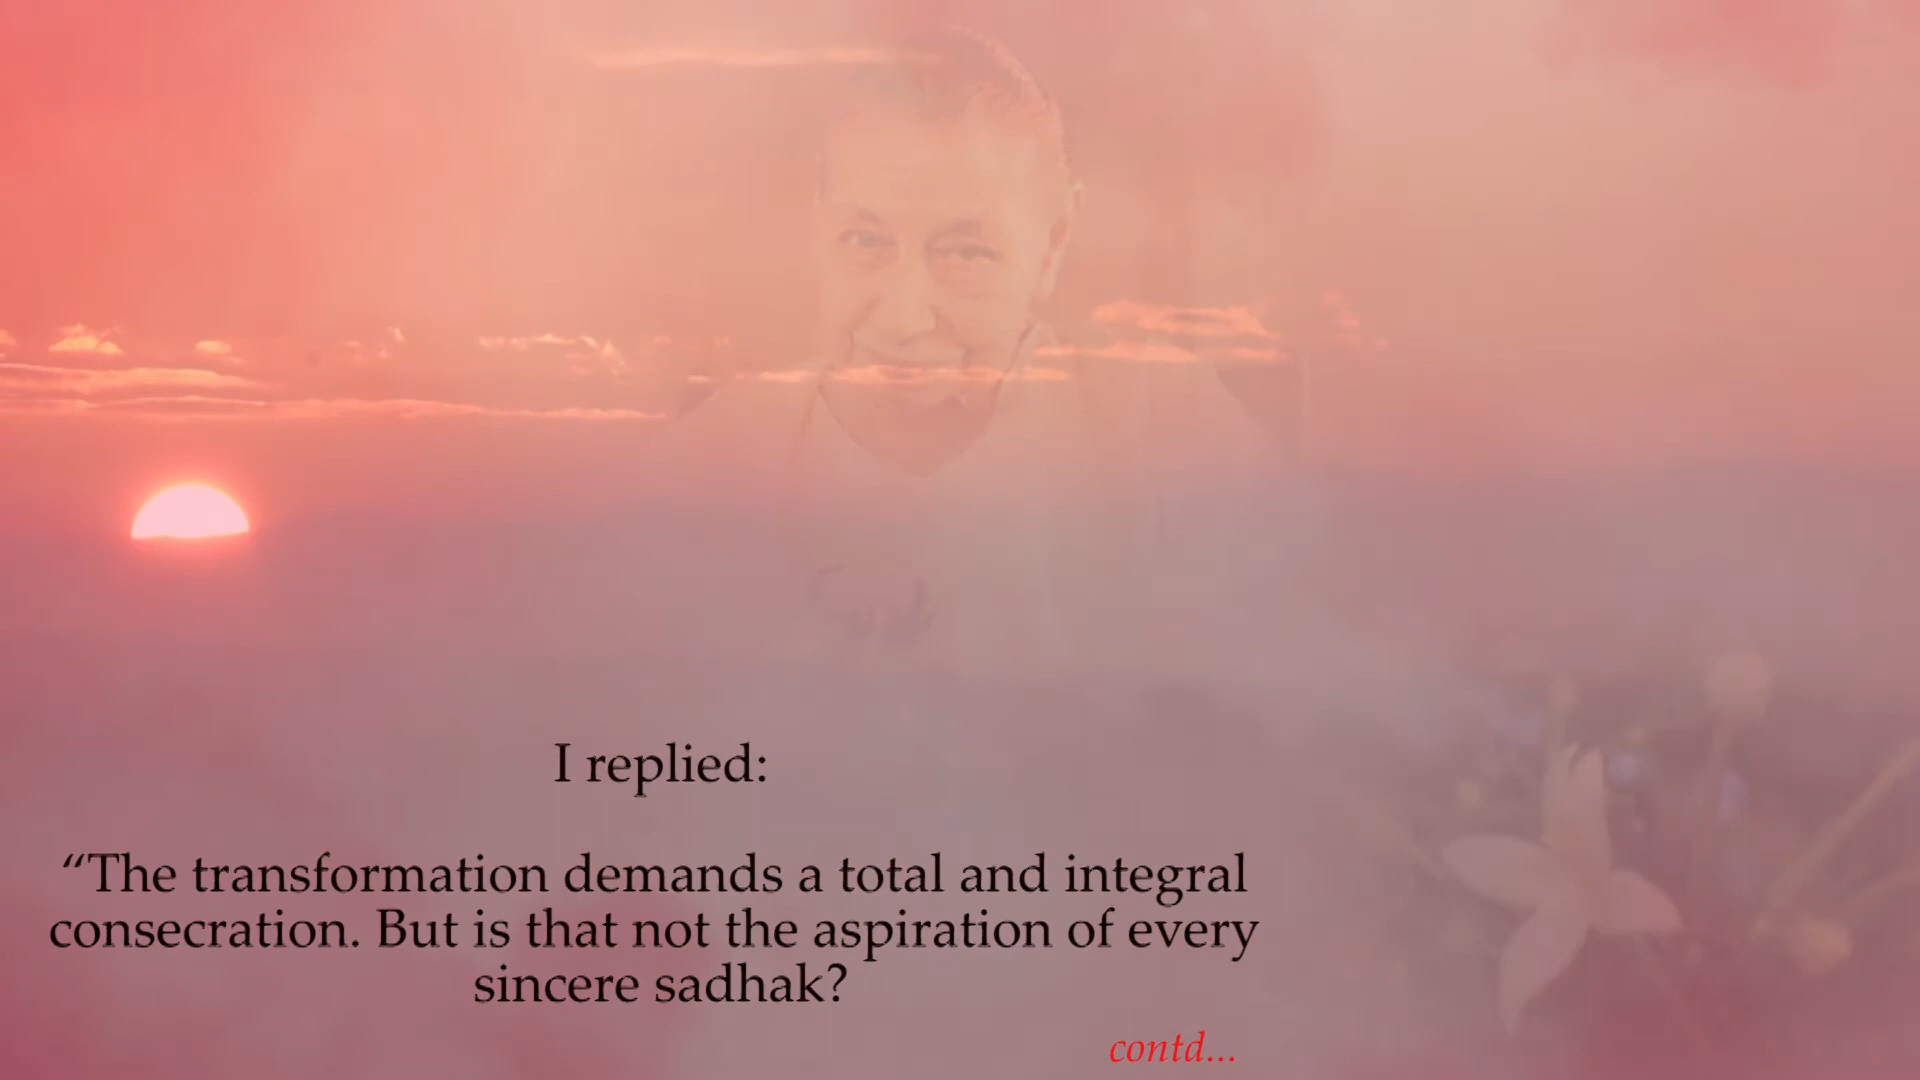 I replied:
“The transformation demands a total and integral
consecration. But is that not the aspiration of every
sincere sadhak?
contd...